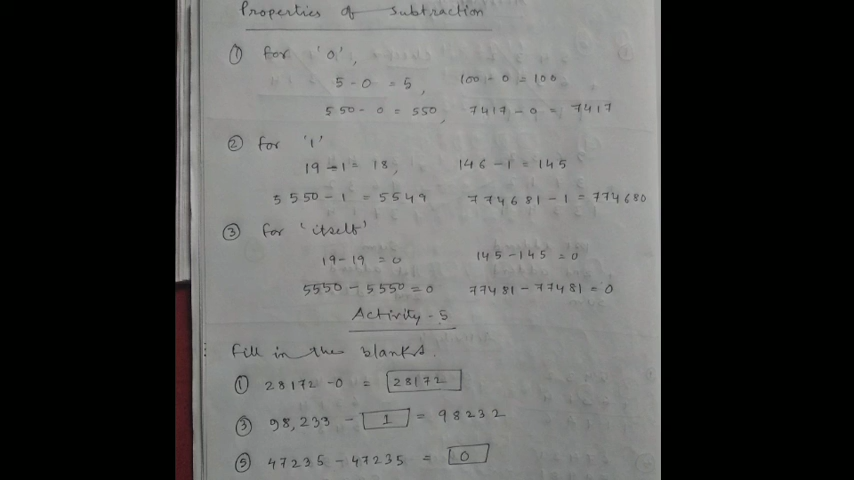 Properties of Subtraction
① For '0',
5 - 0 = 5, 100 - 0 = 100
550 - 0 = 550, 7417 - 0 = 7417
② For '1'
19 - 1 = 18, 146 - 1 = 145
5550 - 1 = 5549 774681 - 1 = 774680
③ For 'itself'
19 - 19 = 0 145 - 145 = 0
5550 - 5550 = 0 77481 - 77481 = 0
Activity - 5
Fill in the blanks.
① 28172 - 0 = 28172
③ 98,233 - 1 = 98232
⑤ 47235 - 47235 = 0